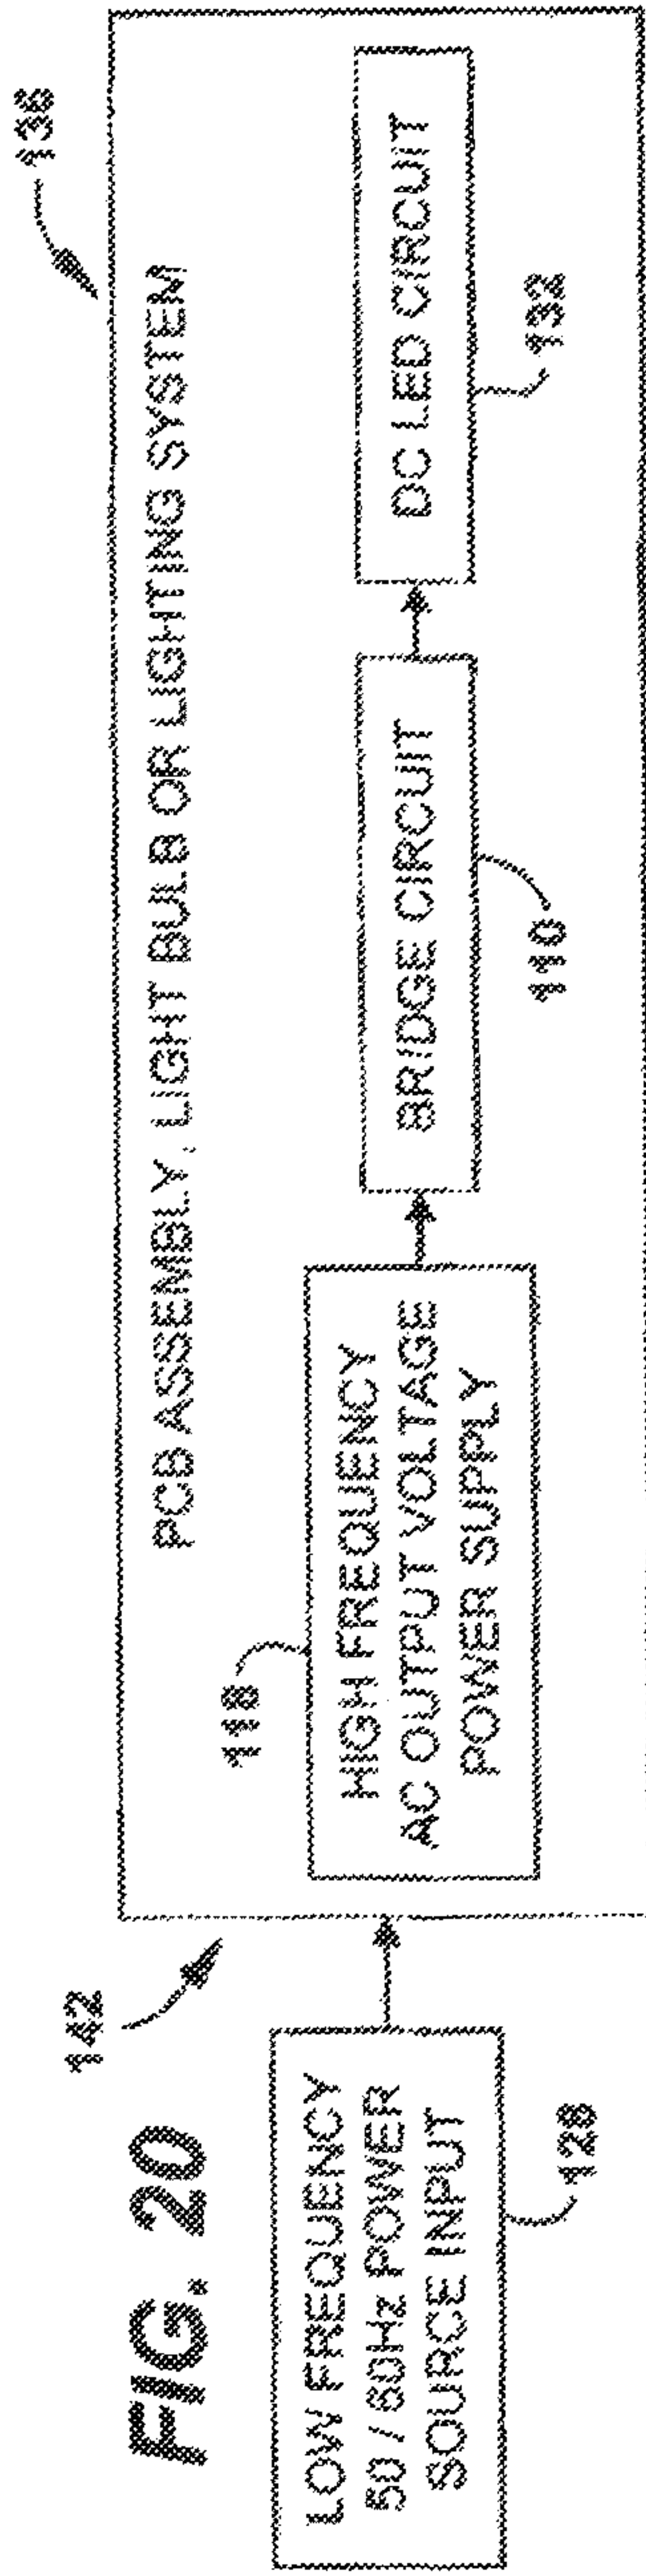 FIG. 20
142
136
PCB ASSEMBLY, LIGHT BULB OR LIGHTING SYSTEM
LOW FREQUENCY
50 / 60Hz POWER
SOURCE INPUT
128
118
HIGH FREQUENCY
AC OUTPUT VOLTAGE
POWER SUPPLY
BRIDGE CIRCUIT
110
DC LED CIRCUIT
132